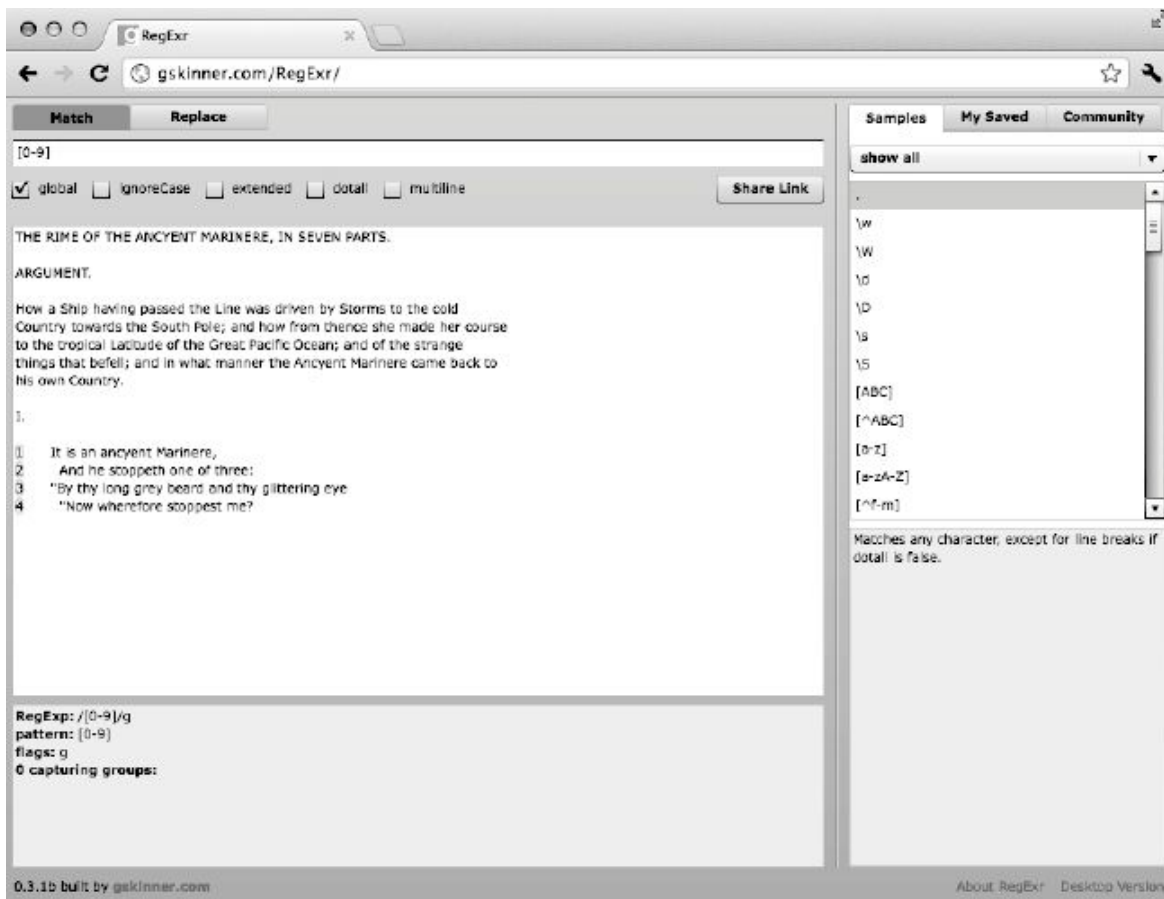 RegExr
gskinner.com/RegExr/
Match Replace
[0-9]
global ignoreCase extended dotall multiline Share Link
THE RIME OF THE ANCYENT MARINERE, IN SEVEN PARTS.
ARGUMENT.
How a Ship having passed the Line was driven by Storms to the cold
Country towards the South Pole; and how from thence she made her course
to the tropical Latitude of the Great Pacific Ocean; and of the strange
things that befell; and in what manner the Ancyent Marinere came back to
his own Country.
I.
1 It is an ancyent Marinere,
2 And he stoppeth one of three:
3 "By thy long grey beard and thy glittering eye
4 "Now wherefore stoppest me?
RegExp: /[0-9]/g
pattern: [0-9]
flags: g
0 capturing groups:
Samples My Saved Community
show all
.
\w
\W
\d
\D
\s
\S
[ABC]
[^ABC]
[a-z]
[a-zA-Z]
[^f-m]
Matches any character, except for line breaks if
dotall is false.
0.3.1b built by gskinner.com About RegExr Desktop Version